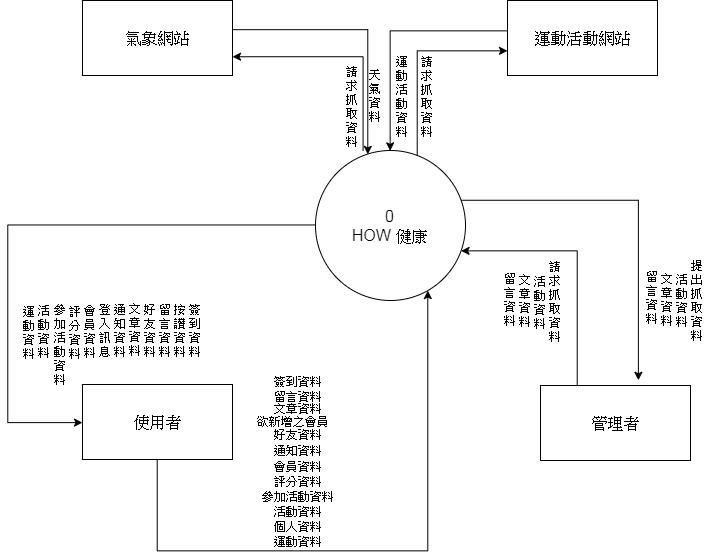 氣象網站
運動活動網站
請求抓取資料
天氣資料
運動活動資料
請求抓取資料
0
HOW 健康
運動資料
活動資料
參加活動資料
評分資料
會員資料
登入訊息
通知資料
文章資料
好友資料
留言資料
按讚資料
簽到資料
留言資料
文章資料
活動資料
請求抓取資料
留言資料
文章資料
活動資料
提出抓取資料
使用者
簽到資料
留言資料
文章資料
欲新增之會員
好友資料
通知資料
會員資料
評分資料
參加活動資料
活動資料
個人資料
運動資料
管理者